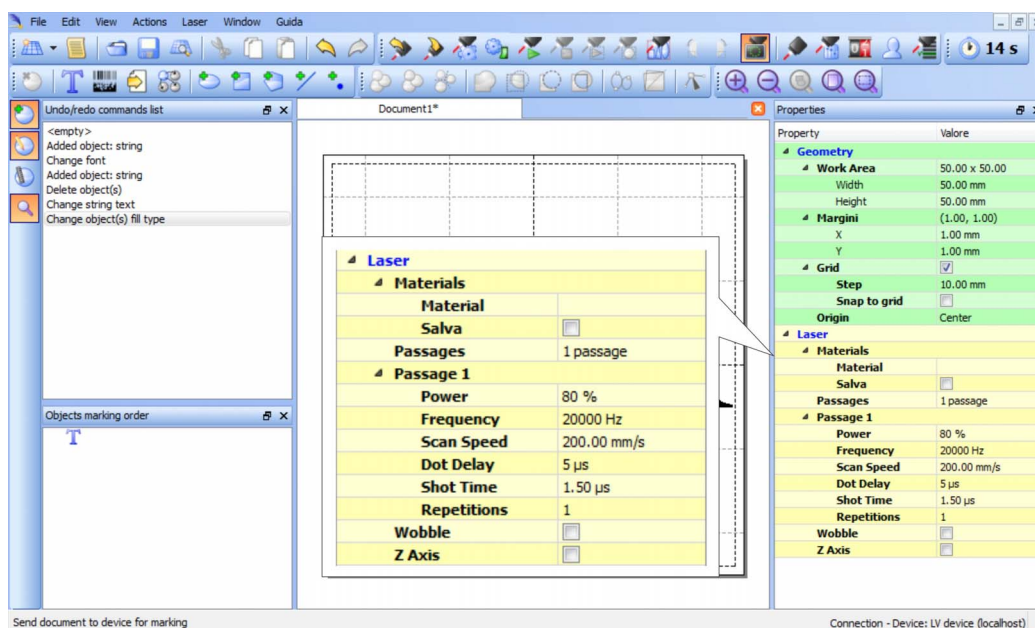 File Edit View Actions Laser Window Guida
14 s
Undo/redo commands list
<empty>
Added object: string
Change font
Added object: string
Delete object(s)
Change string text
Change object(s) fill type
Objects marking order
T
Document1*
Laser
Materials
Material
Salva
Passages 1 passage
Passage 1
Power 80 %
Frequency 20000 Hz
Scan Speed 200.00 mm/s
Dot Delay 5 µs
Shot Time 1.50 µs
Repetitions 1
Wobble
Z Axis
Properties
Property Valore
Geometry
Work Area 50.00 x 50.00
Width 50.00 mm
Height 50.00 mm
Margini (1.00, 1.00)
X 1.00 mm
Y 1.00 mm
Grid
Step 10.00 mm
Snap to grid
Origin Center
Laser
Materials
Material
Salva
Passages 1 passage
Passage 1
Power 80 %
Frequency 20000 Hz
Scan Speed 200.00 mm/s
Dot Delay 5 µs
Shot Time 1.50 µs
Repetitions 1
Wobble
Z Axis
Send document to device for marking
Connection - Device: LV device (localhost)